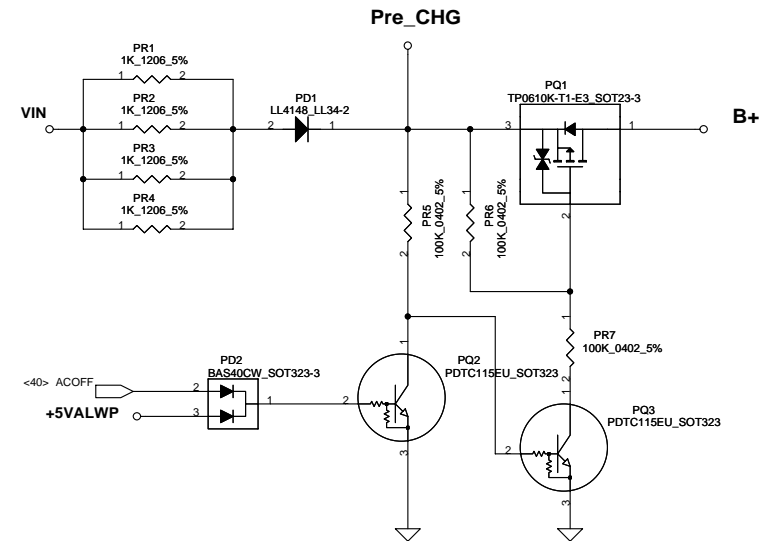 Pre_CHG
PR1
1K_1206_5%
1 2
PR2
1K_1206_5%
1 2
PR3
1K_1206_5%
1 2
PR4
1K_1206_5%
1 2
VIN
PD1
LL4148_LL34-2
2 1
PQ1
TP0610K-T1-E3_SOT23-3
3 1
2
B+
1
PR5
100K_0402_5%
2
1
PR6
100K_0402_5%
2
1
PR7
100K_0402_5%
2
PD2
BAS40CW_SOT323-3
<40> ACOFF
2
+5VALWP
3
1
PQ2
PDTC115EU_SOT323
1
2
3
PQ3
PDTC115EU_SOT323
1
2
3